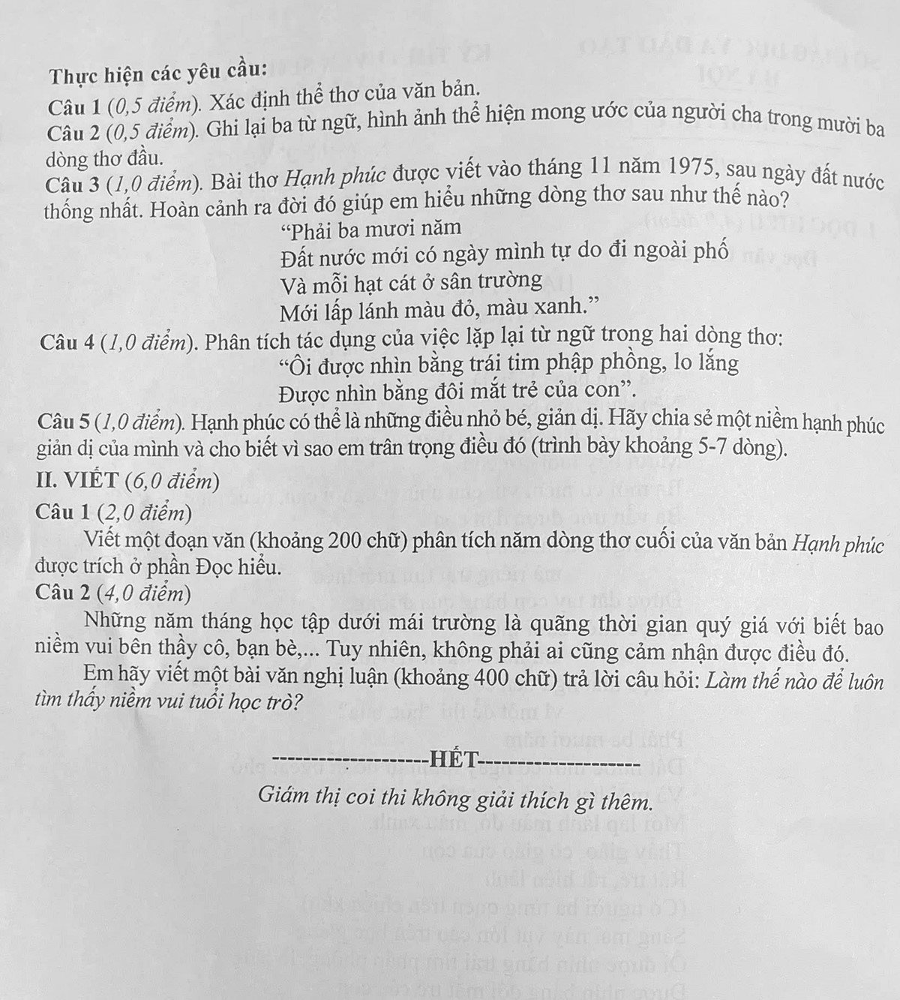 Thực hiện các yêu cầu:
Câu 1 (0,5 điểm). Xác định thể thơ của văn bản.
Câu 2 (0,5 điểm). Ghi lại ba từ ngữ, hình ảnh thể hiện mong ước của người cha trong mười ba
dòng thơ đầu.
Câu 3 (1,0 điểm). Bài thơ Hạnh phúc được viết vào tháng 11 năm 1975, sau ngày đất nước
thống nhất. Hoàn cảnh ra đời đó giúp em hiểu những dòng thơ sau như thế nào?
“Phải ba mươi năm
Đất nước mới có ngày mình tự do đi ngoài phố
Và mỗi hạt cát ở sân trường
Mới lấp lánh màu đỏ, màu xanh.”
Câu 4 (1,0 điểm). Phân tích tác dụng của việc lặp lại từ ngữ trong hai dòng thơ:
“Ôi được nhìn bằng trái tim phập phồng, lo lắng
Được nhìn bằng đôi mắt trẻ của con”.
Câu 5 (1,0 điểm). Hạnh phúc có thể là những điều nhỏ bé, giản dị. Hãy chia sẻ một niềm hạnh phúc
giản dị của mình và cho biết vì sao em trân trọng điều đó (trình bày khoảng 5-7 dòng).
II. VIẾT (6,0 điểm)
Câu 1 (2,0 điểm)
Viết một đoạn văn (khoảng 200 chữ) phân tích năm dòng thơ cuối của văn bản Hạnh phúc
được trích ở phần Đọc hiểu.
Câu 2 (4,0 điểm)
Những năm tháng học tập dưới mái trường là quãng thời gian quý giá với biết bao
niềm vui bên thầy cô, bạn bè,... Tuy nhiên, không phải ai cũng cảm nhận được điều đó.
Em hãy viết một bài văn nghị luận (khoảng 400 chữ) trả lời câu hỏi: Làm thế nào để luôn
tìm thấy niềm vui tuổi học trò?
--------------------HẾT--------------------
Giám thị coi thi không giải thích gì thêm.